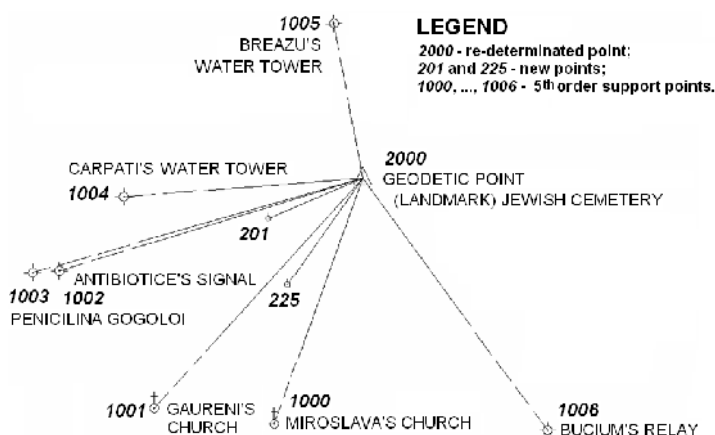 1005
BREAZU'S
WATER TOWER
LEGEND
2000 - re-determinated point;
201 and 225 - new points;
1000, ..., 1006 - 5th order support points.
2000
GEODETIC POINT
(LANDMARK) JEWISH CEMETERY
CARPATI'S WATER TOWER
1004
201
ANTIBIOTICE'S SIGNAL
1003 1002
PENICILINA GOGOLOI
225
1001
GAURENI'S
CHURCH
1000
MIROSLAVA'S CHURCH
1006
BUCIUM'S RELAY